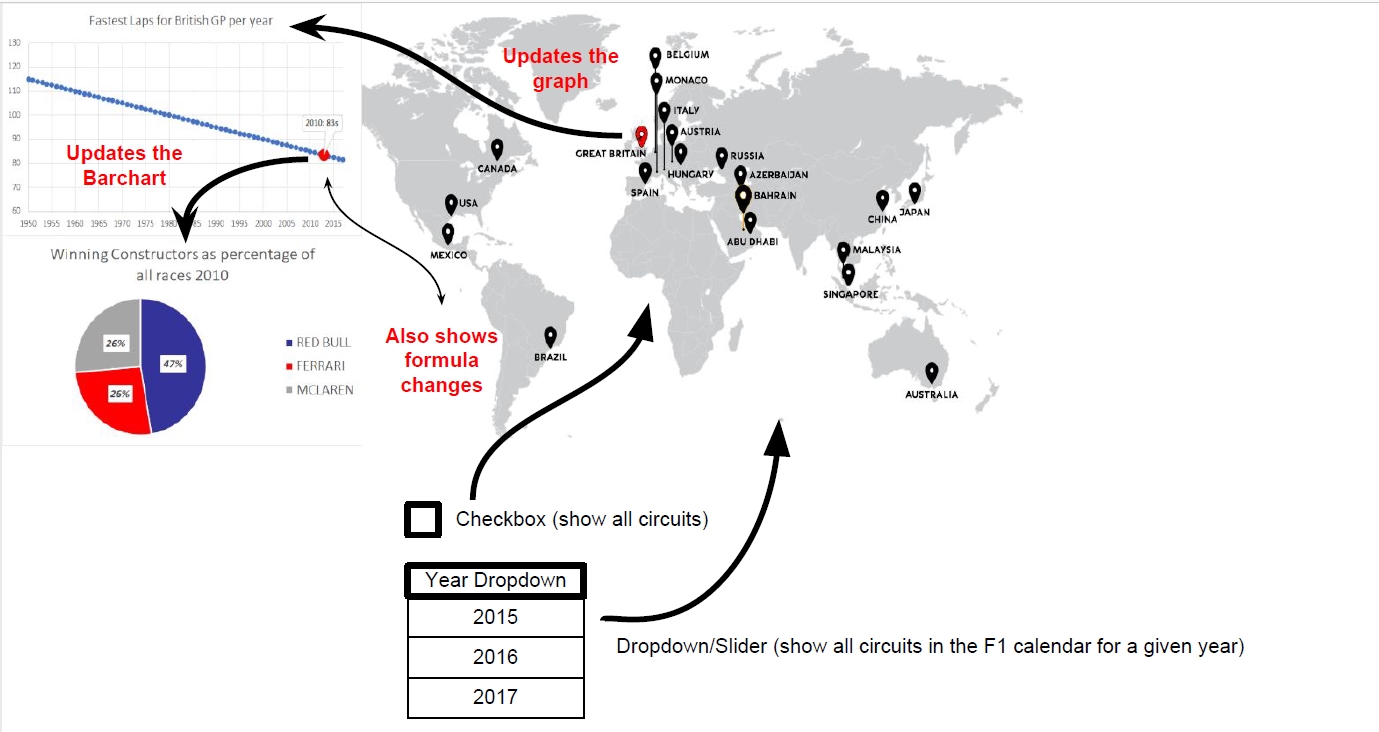 Fastest Laps for British GP per year
130
120
110
100
90
80
70
60
2010: 83s
1950 1955 1960 1965 1970 1975 1980 1985 1990 1995 2000 2005 2010 2015
Updates the
Barchart
Winning Constructors as percentage of
all races 2010
26%
47%
26%
RED BULL
FERRARI
MCLAREN
Updates the
graph
Also shows
formula
changes
BELGIUM
MONACO
ITALY
AUSTRIA
GREAT BRITAIN
HUNGARY
SPAIN
RUSSIA
AZERBAIJAN
BAHRAIN
ABU DHABI
CANADA
USA
MEXICO
BRAZIL
CHINA
JAPAN
MALAYSIA
SINGAPORE
AUSTRALIA
Checkbox (show all circuits)
Year Dropdown
2015
2016
2017
Dropdown/Slider (show all circuits in the F1 calendar for a given year)